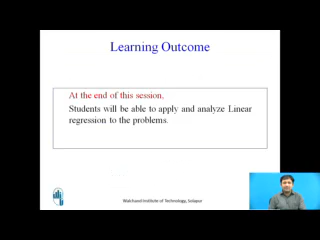 Learning Outcome
At the end of this session,
Students will be able to apply and analyze Linear
regression to the problems.
Walchand Institute of Technology, Solapur